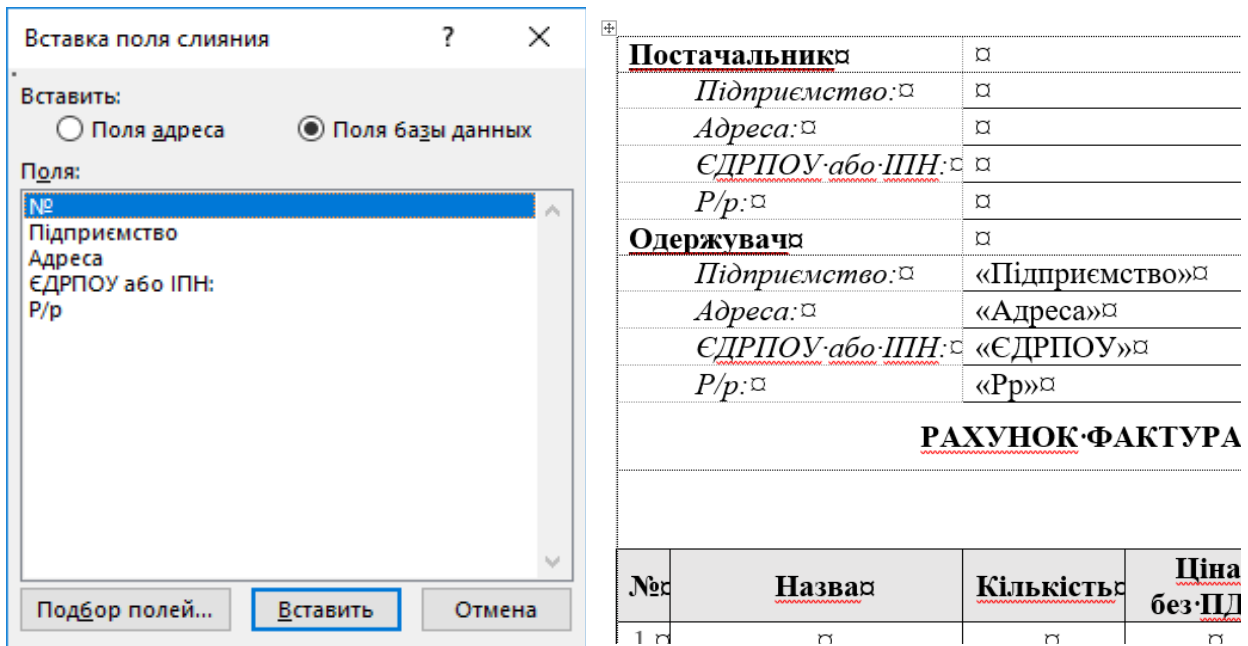 Вставка поля слияния ?
Вставить:
Поля адреса Поля базы данных
Поля:
№
Підприємство
Адреса
ЄДРПОУ або ІПН:
Р/р
Подбор полей... Вставить Отмена
Постачальник¤ ¤
Підприємство:¤ ¤
Адреса:¤ ¤
ЄДРПОУ·або·ІПН:¤ ¤
Р/р:¤ ¤
Одержувач¤ ¤
Підприємство:¤ «Підприємство»¤
Адреса:¤ «Адреса»¤
ЄДРПОУ·або·ІПН:¤ «ЄДРПОУ»¤
Р/р:¤ «Рр»¤
РАХУНОК·ФАКТУРА
№¤ Назва¤ Кількість¤ Ціна
без·ПД
1.¤ ¤ ¤ ¤